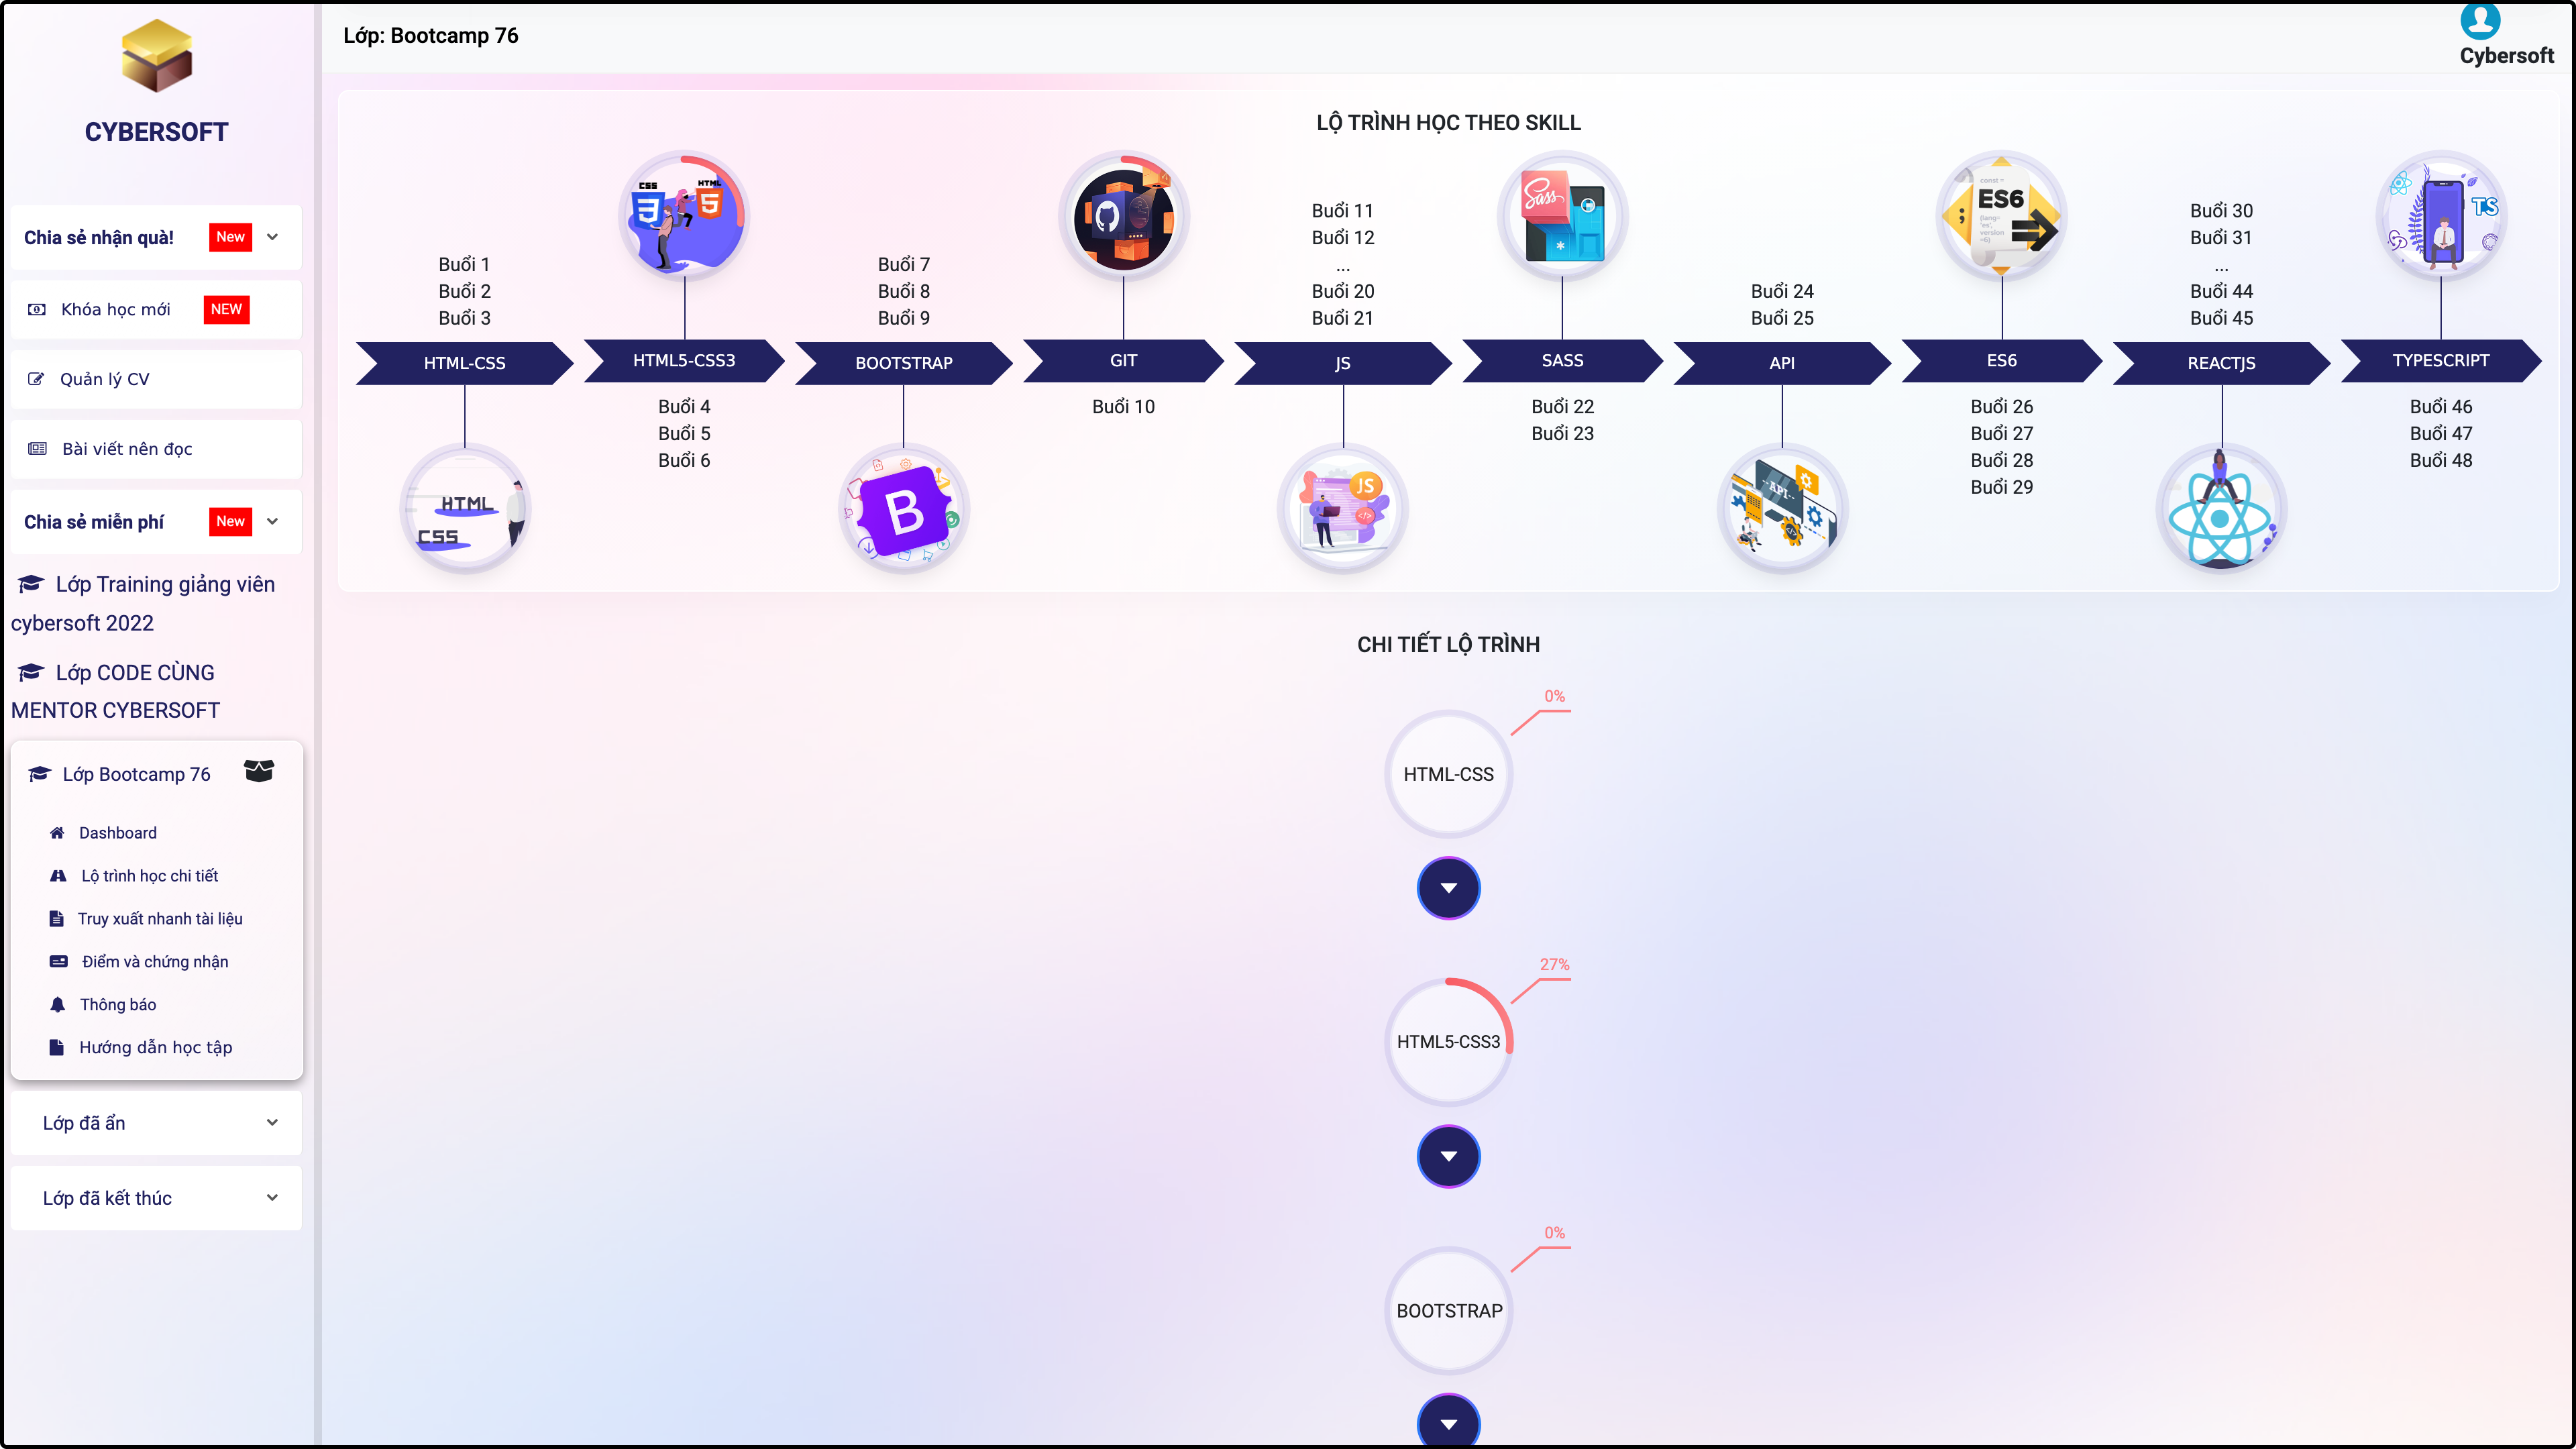 CYBERSOFT
Chia sẻ nhận quà! New
Khóa học mới NEW
Quản lý CV
Bài viết nên đọc
Chia sẻ miễn phí New
Lớp Training giảng viên
cybersoft 2022
Lớp CODE CÙNG
MENTOR CYBERSOFT
Lớp Bootcamp 76
Dashboard
Lộ trình học chi tiết
Truy xuất nhanh tài liệu
Điểm và chứng nhận
Thông báo
Hướng dẫn học tập
Lớp đã ẩn
Lớp đã kết thúc
Lớp: Bootcamp 76
Cybersoft
LỘ TRÌNH HỌC THEO SKILL
Buổi 1
Buổi 2
Buổi 3
HTML-CSS
HTML
CSS
CSS
3
HTML
5
HTML5-CSS3
Buổi 4
Buổi 5
Buổi 6
Buổi 7
Buổi 8
Buổi 9
BOOTSTRAP
B
GIT
Buổi 10
Buổi 11
Buổi 12
...
Buổi 20
Buổi 21
JS
JS
</>
Sass
SASS
Buổi 22
Buổi 23
Buổi 24
Buổi 25
API
API
const =
ES6
{lang=
'es',
version
=6}
;
ES6
Buổi 26
Buổi 27
Buổi 28
Buổi 29
Buổi 30
Buổi 31
...
Buổi 44
Buổi 45
REACTJS
TS
TYPESCRIPT
Buổi 46
Buổi 47
Buổi 48
CHI TIẾT LỘ TRÌNH
0%
HTML-CSS
27%
HTML5-CSS3
0%
BOOTSTRAP